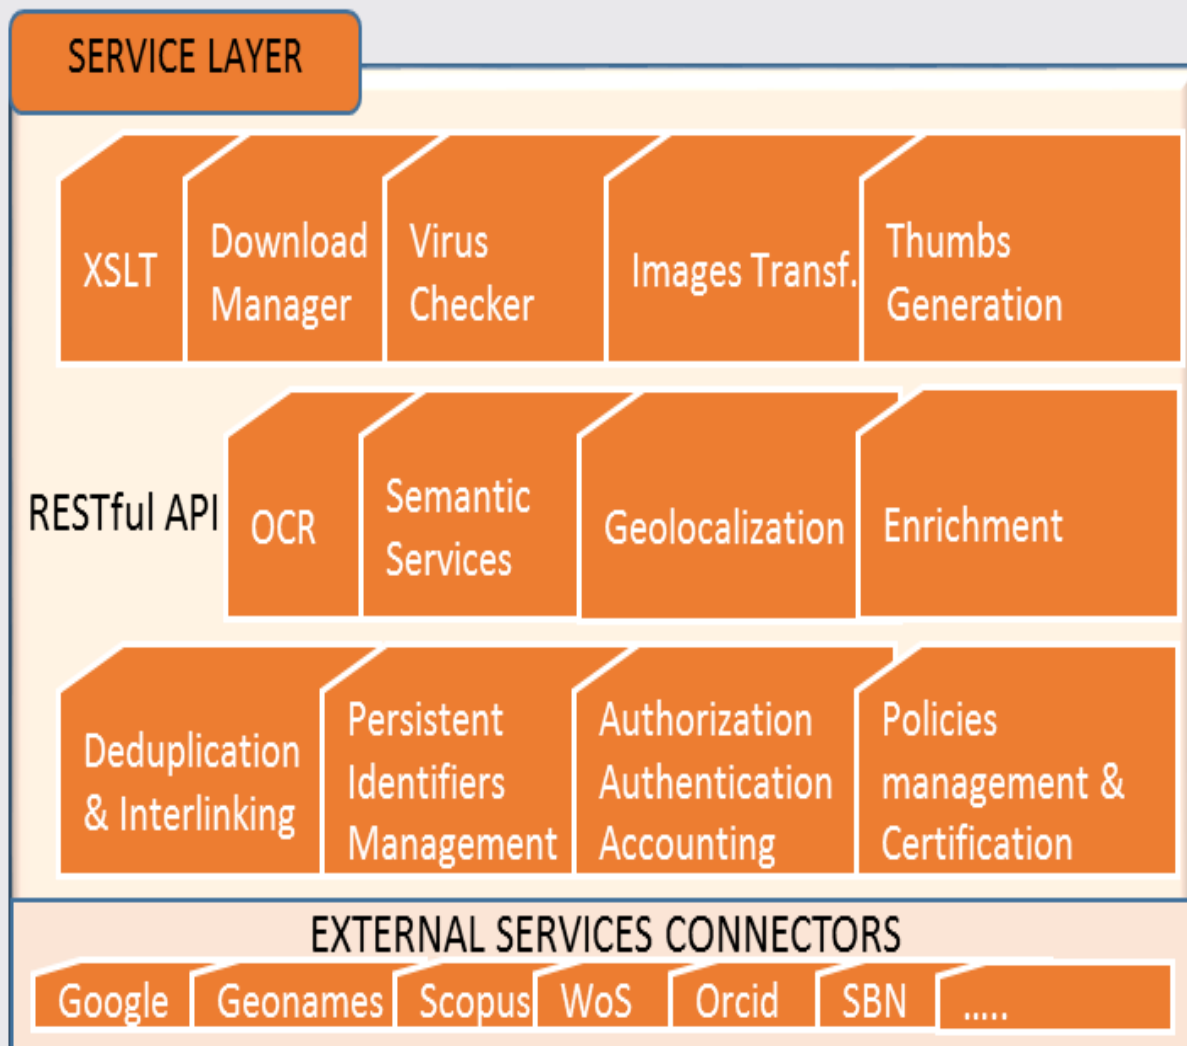 SERVICE LAYER
XSLT
Download
Manager
Virus
Checker
Images Transf.
Thumbs
Generation
RESTful API
OCR
Semantic
Services
Geolocalization
Enrichment
Deduplication
& Interlinking
Persistent
Identifiers
Management
Authorization
Authentication
Accounting
Policies
management &
Certification
EXTERNAL SERVICES CONNECTORS
Google
Geonames
Scopus
WoS
Orcid
SBN
.....